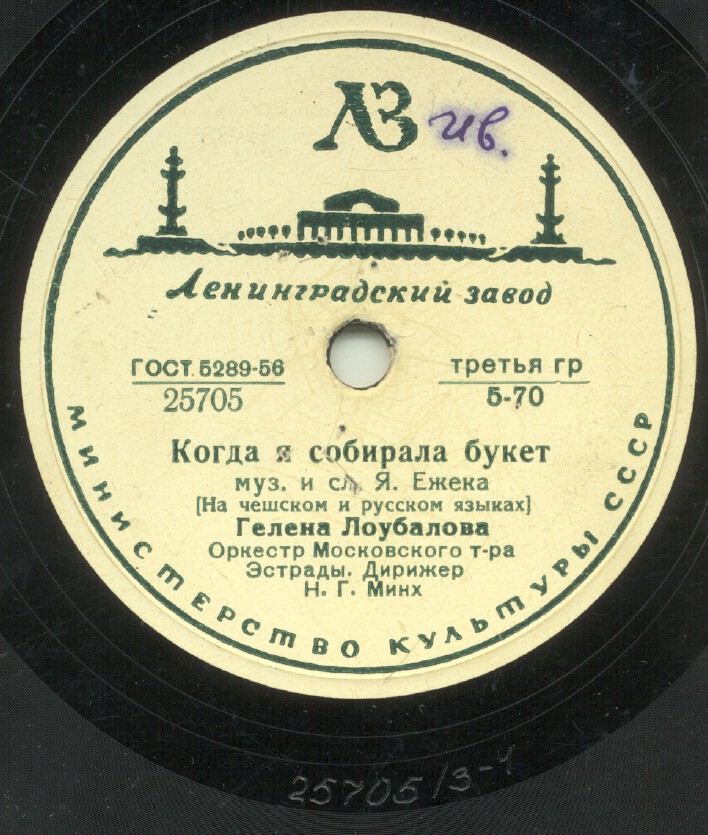 ЛЗ ив.
Ленинградский завод
ГОСТ 5289-56
25705
третья гр
5-70
Когда я собирала букет
муз. и сл. Я. Ежека
[На чешском и русском языках]
Гелена Лоубалова
Оркестр Московского т-ра
Эстрады. Дирижер
Н. Г. Минх
МИНИСТЕРСТВО КУЛЬТУРЫ СССР
25705/3-1